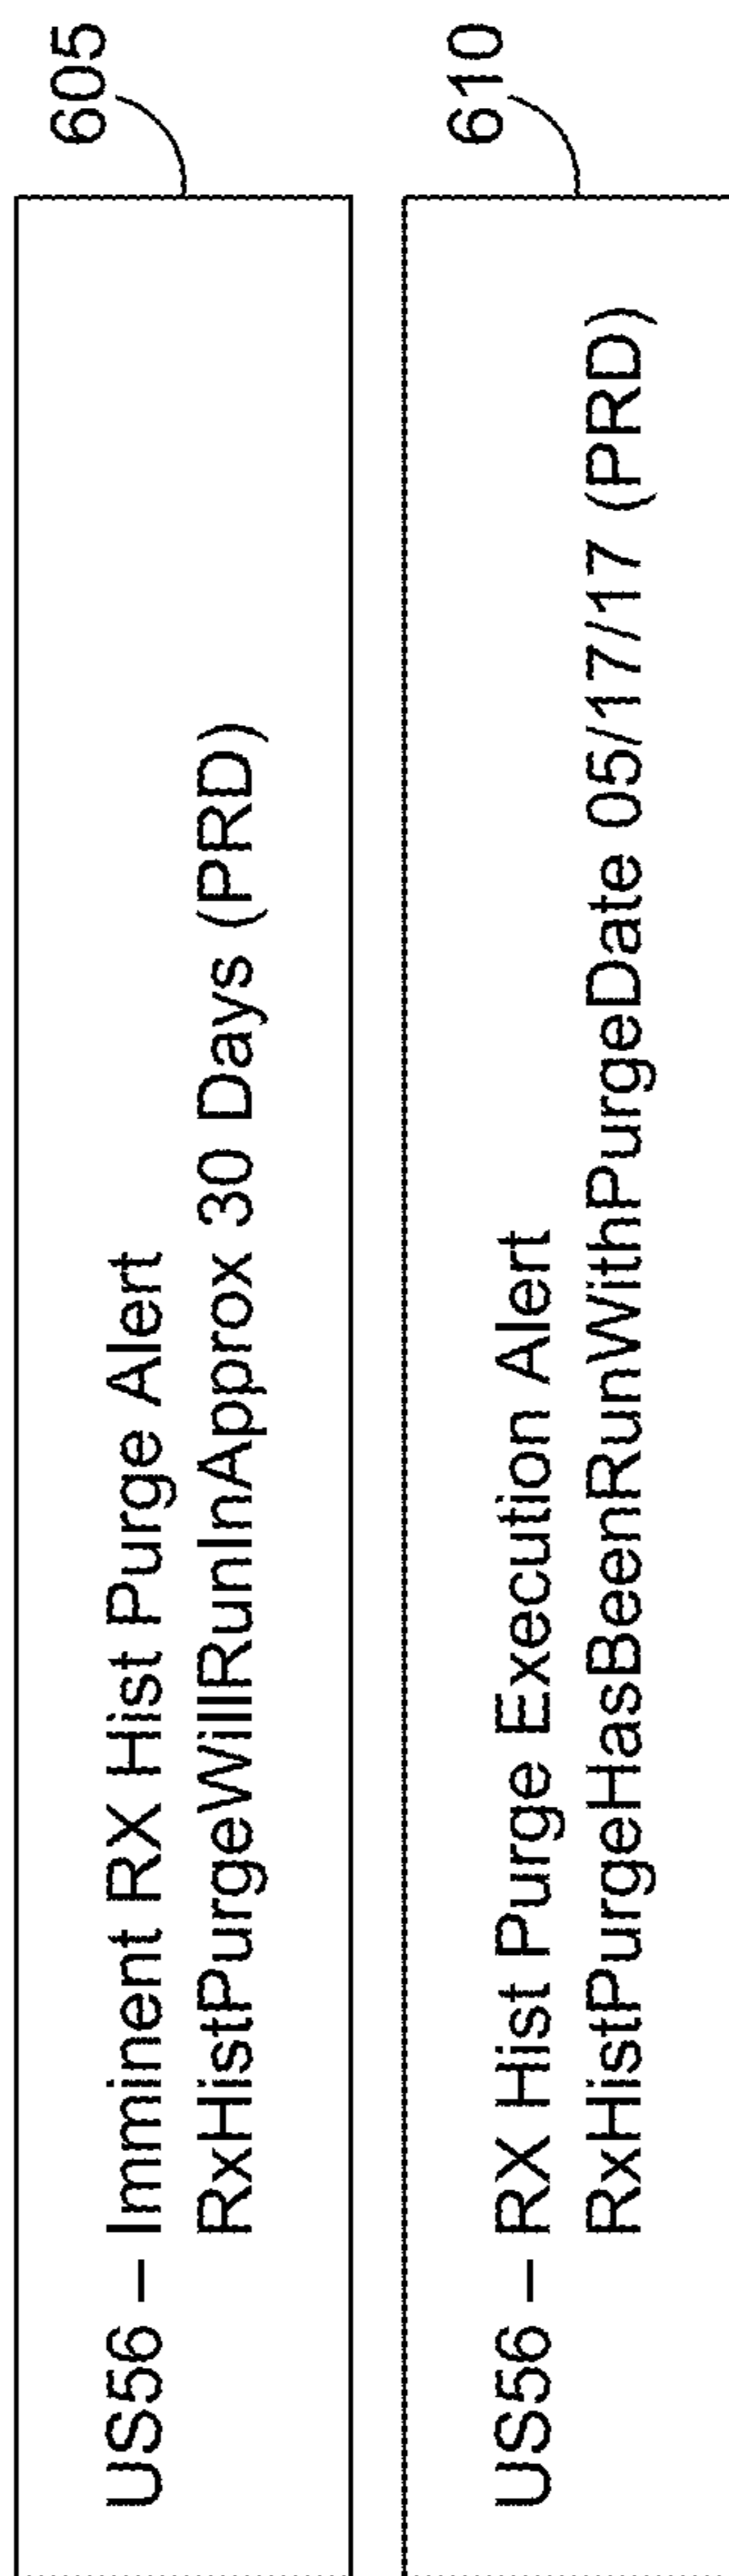 605
US56 – Imminent RX Hist Purge Alert
RxHistPurgeWillRunInApprox 30 Days (PRD)
610
US56 – RX Hist Purge Execution Alert
RxHistPurgeHasBeenRunWithPurgeDate 05/17/17 (PRD)